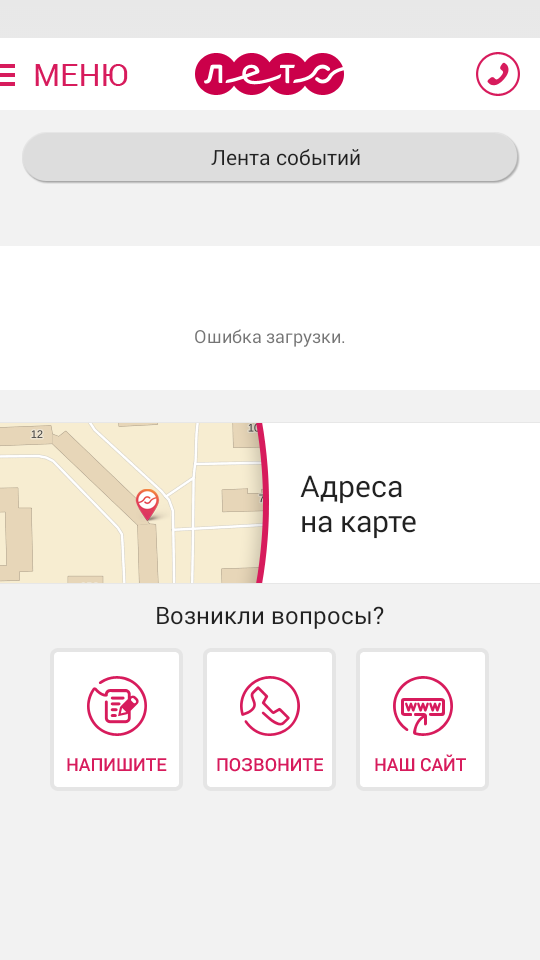 МЕНЮ
лето
Лента событий
Ошибка загрузки.
12
10
7
Адреса
на карте
Возникли вопросы?
www
НАПИШИТЕ
ПОЗВОНИТЕ
НАШ САЙТ